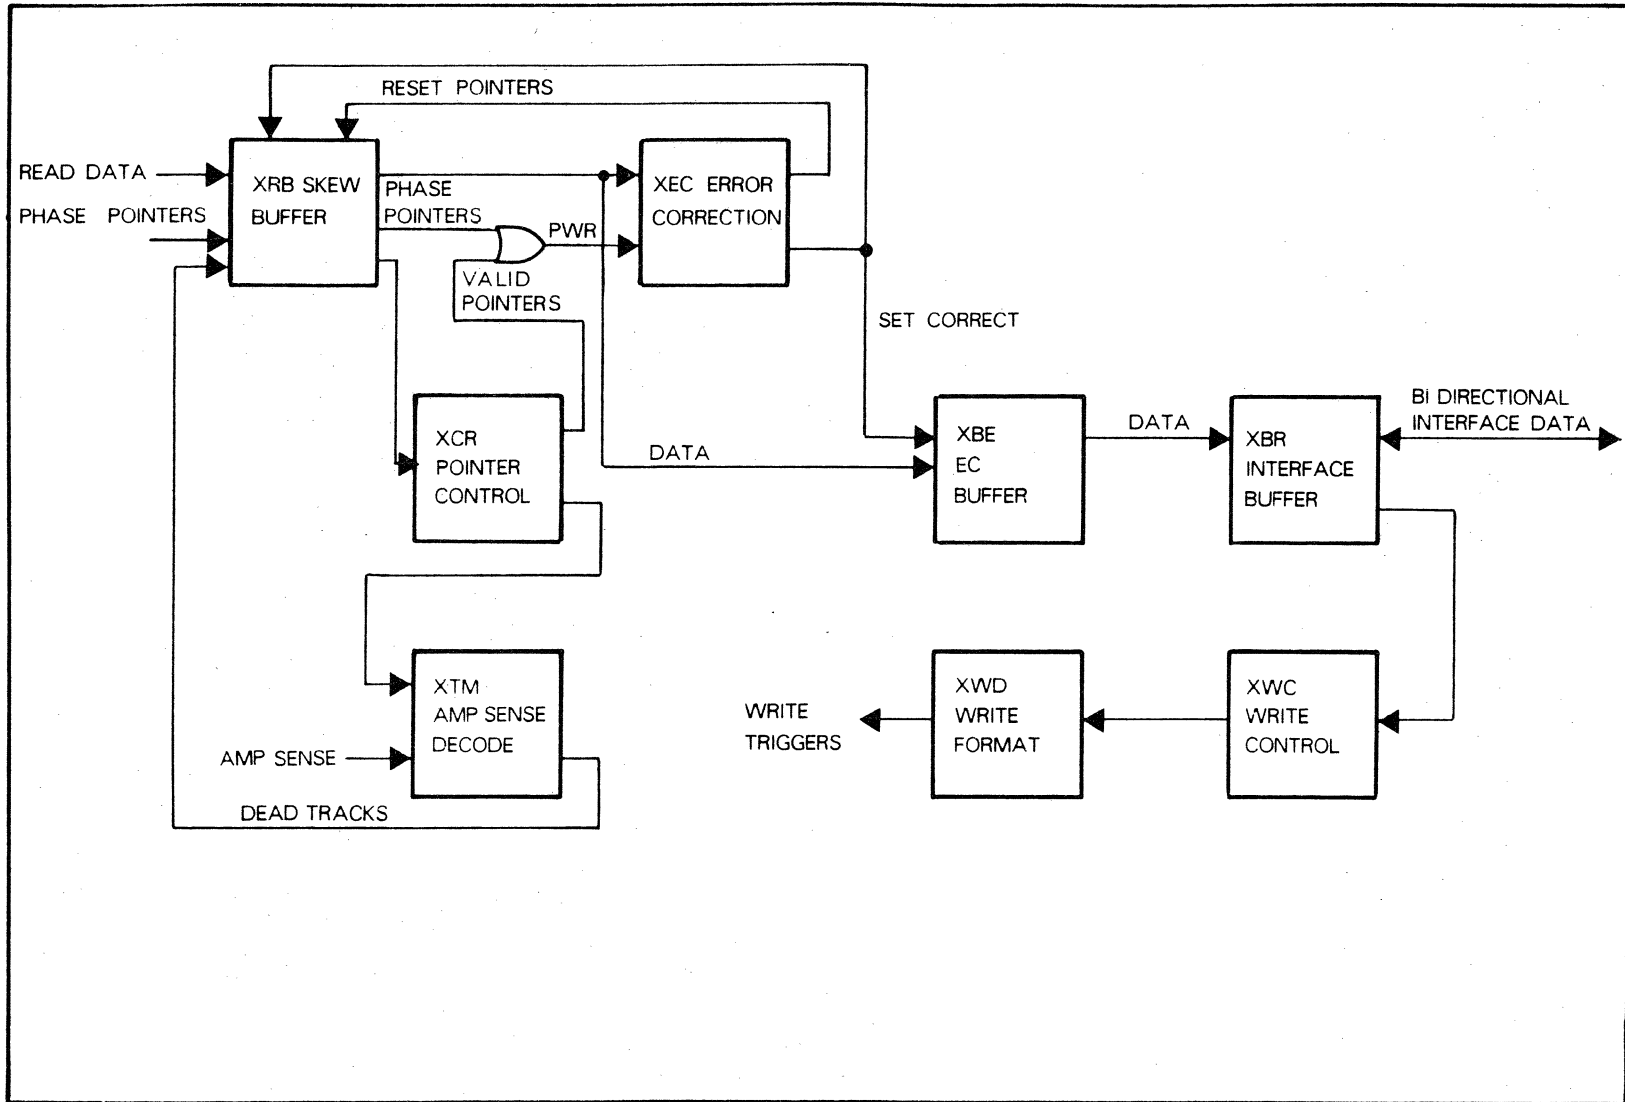 RESET POINTERS
READ DATA
PHASE POINTERS
XRB SKEW
BUFFER
PHASE
POINTERS
PWR
VALID
POINTERS
XEC ERROR
CORRECTION
SET CORRECT
XCR
POINTER
CONTROL
DATA
XBE
EC
BUFFER
DATA
XBR
INTERFACE
BUFFER
BI DIRECTIONAL
INTERFACE DATA
XTM
AMP SENSE
DECODE
AMP SENSE
DEAD TRACKS
WRITE
TRIGGERS
XWD
WRITE
FORMAT
XWC
WRITE
CONTROL